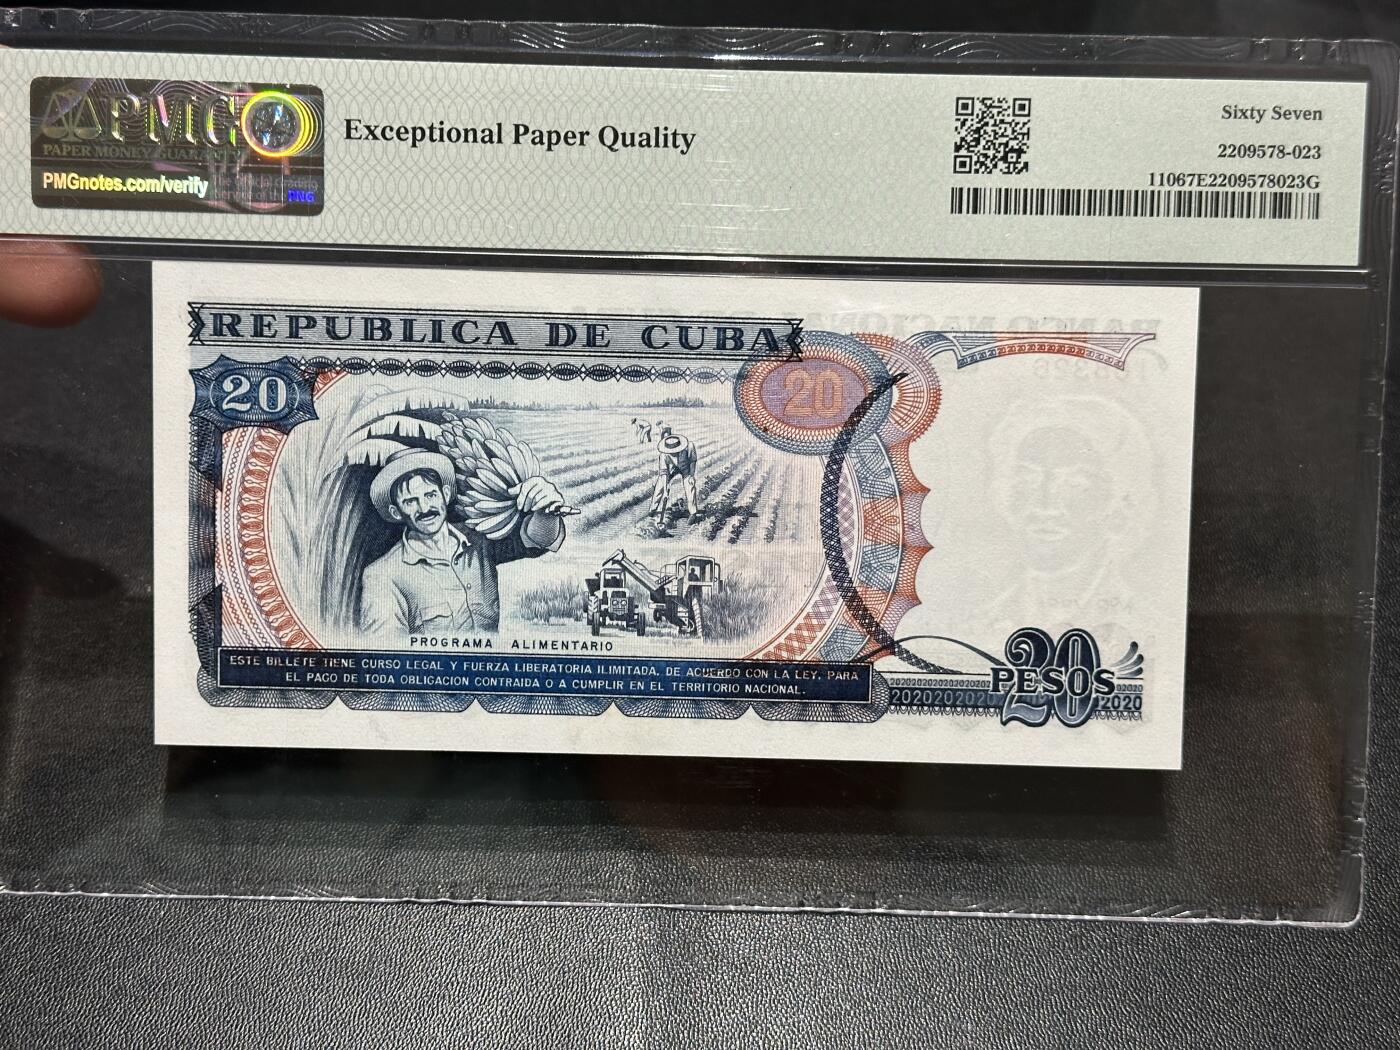 PMG
PAPER MONEY GUARANTY
PMGnotes.com/verify
PMG
Exceptional Paper Quality
Sixty Seven
2209578-023
11067E2209578023G
REPUBLICA DE CUBA
20
20
PROGRAMA ALIMENTARIO
ESTE BILLETE TIENE CURSO LEGAL Y FUERZA LIBERATORIA ILIMITADA, DE ACUERDO CON LA LEY, PARA
EL PAGO DE TODA OBLIGACION CONTRAIDA O A CUMPLIR EN EL TERRITORIO NACIONAL.
20
PESOS